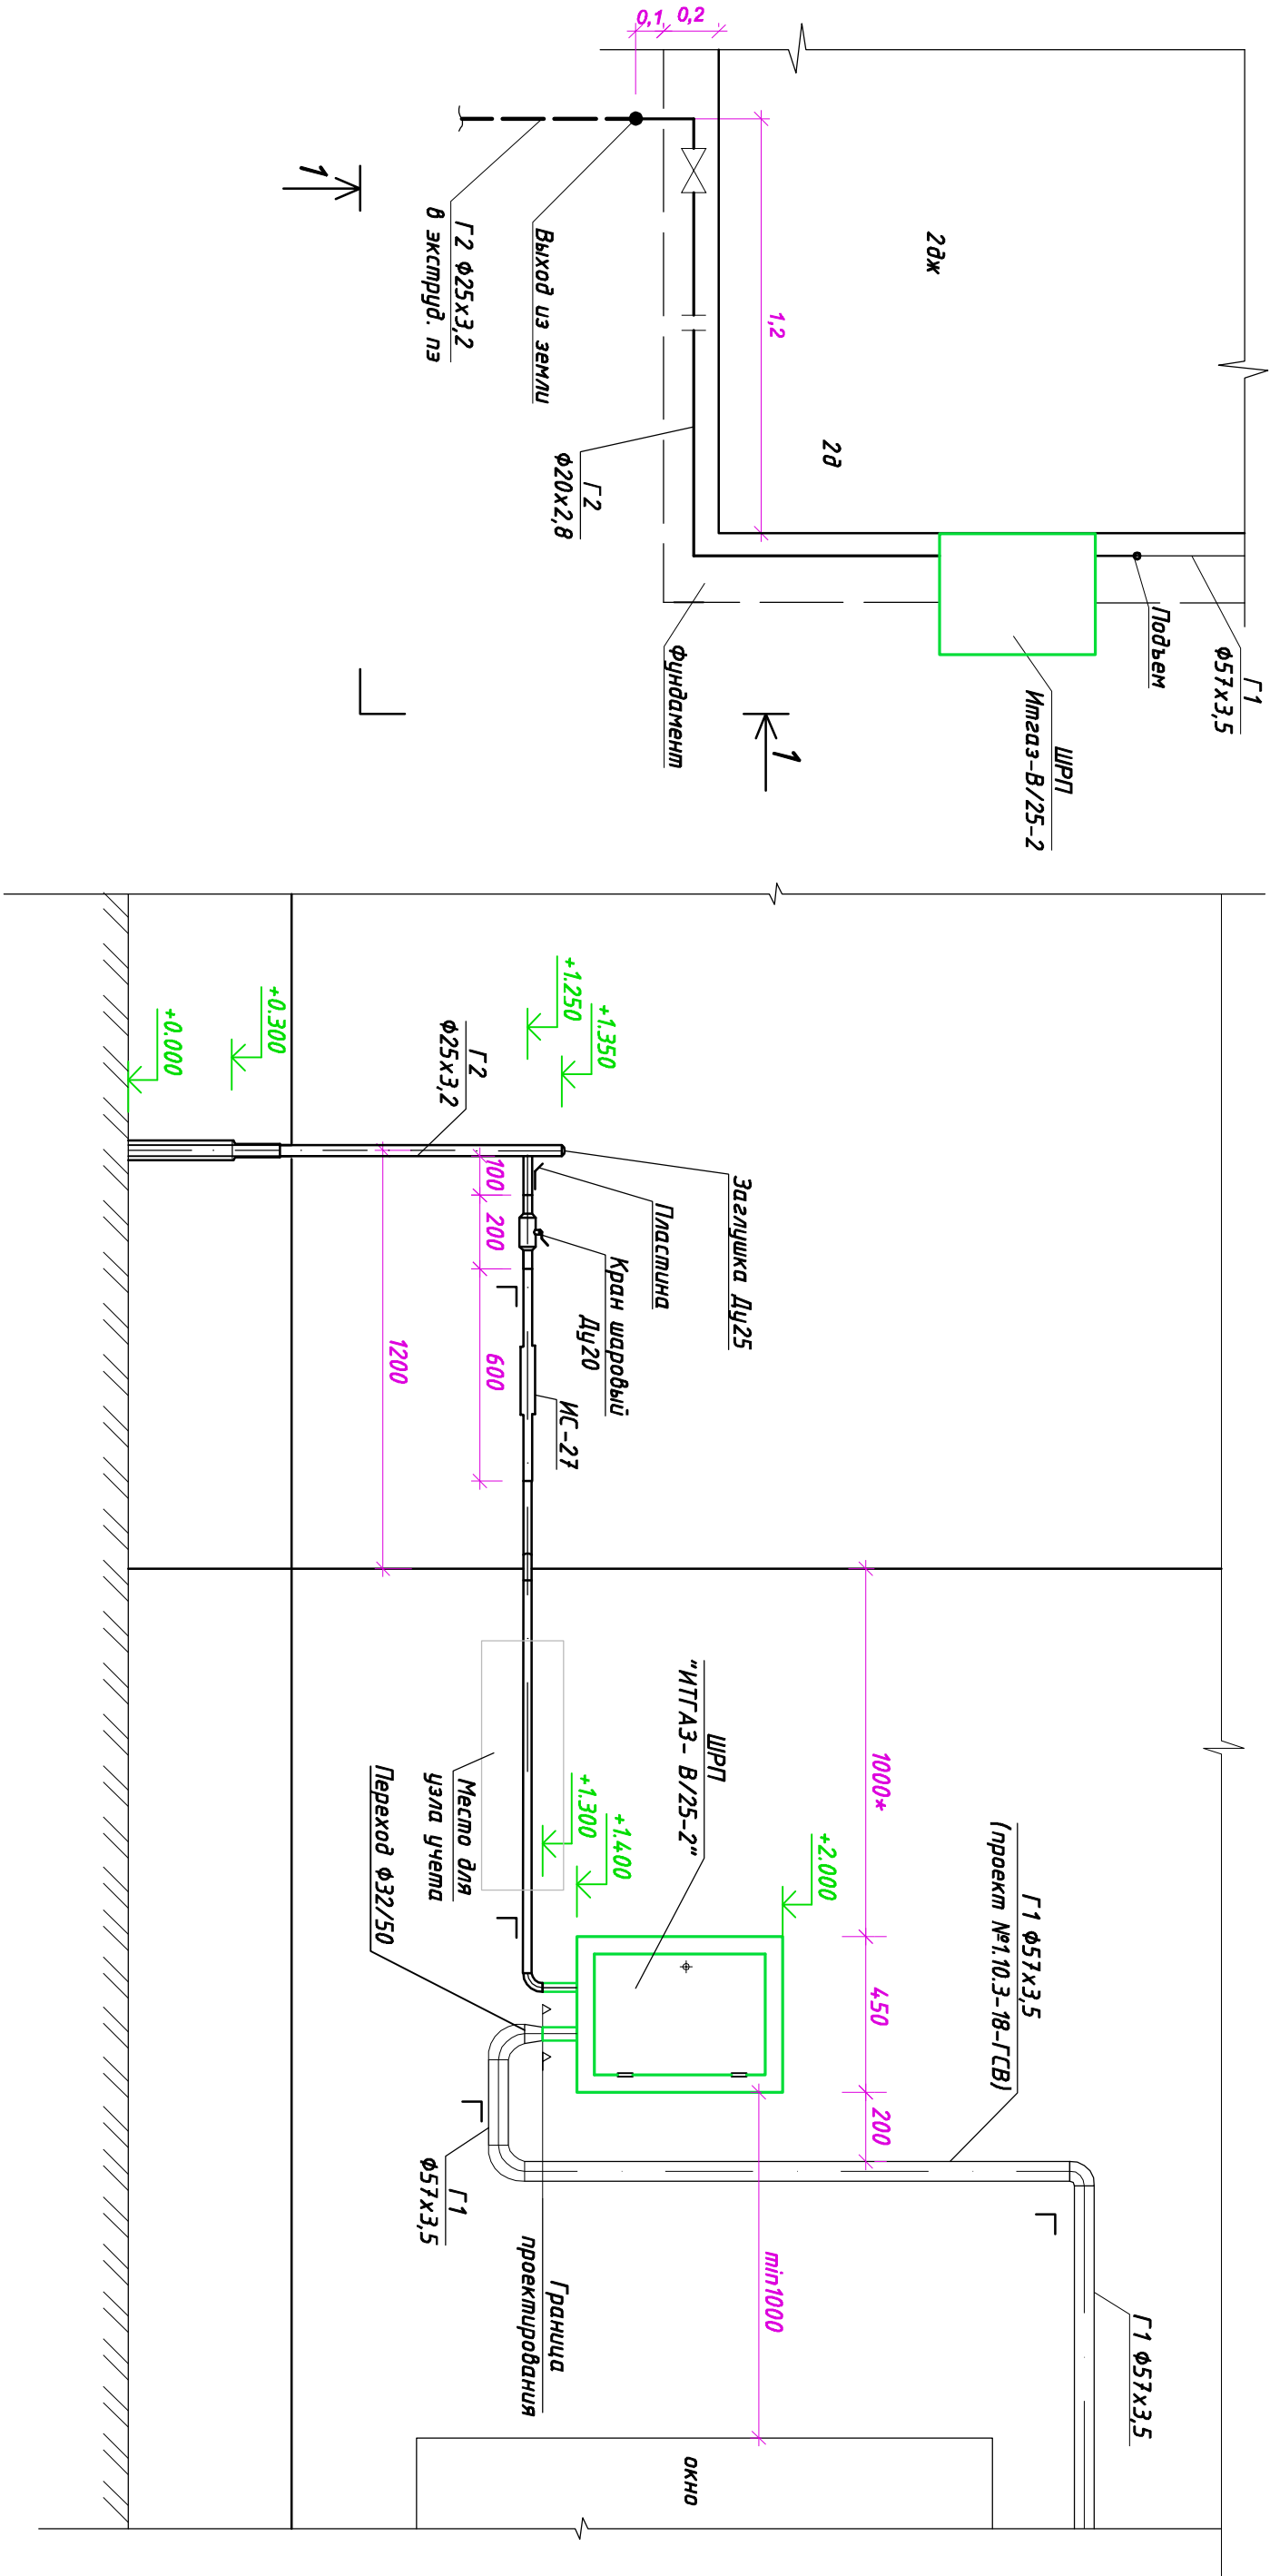 0,1
0,2
1,2
2дж
2д
1
Г2 ф25х3,2
в экструд. пэ
Выход из земли
Г2
ф20х2,8
Фундамент
Г1
ф57х3,5
Подъем
ШРП
Итгаз-В/25-2
1
+0.000
+0.300
+1.250
+1.350
Г2
ф25х3,2
Заглушка Ду25
Пластина
Кран шаровый
Ду20
ИС-27
100
200
600
1200
1000*
450
200
min1000
ШРП
"ИТГАЗ- В/25-2"
Место для
узла учета
+1.300
+1.400
+2.000
Переход ф32/50
Г1 ф57х3,5
(проект №1.10.3-18-ГСВ)
Г1
ф57х3,5
Граница
проектирования
Г1 ф57х3,5
окно